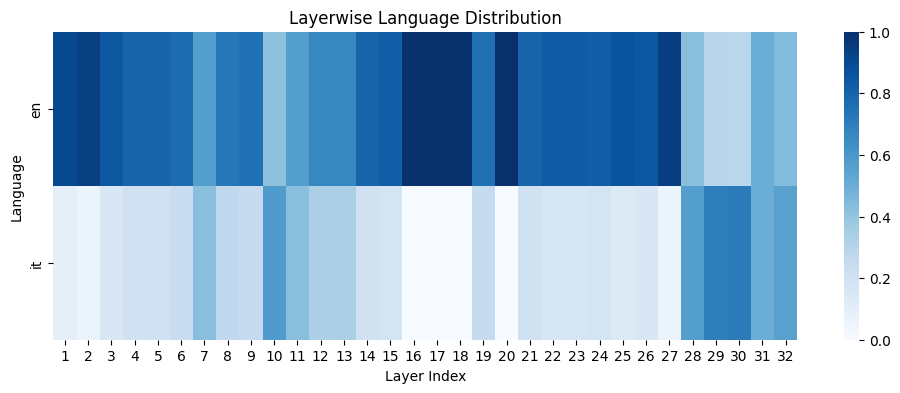 Layerwise Language Distribution
Language
en
it
1 2 3 4 5 6 7 8 9 10 11 12 13 14 15 16 17 18 19 20 21 22 23 24 25 26 27 28 29 30 31 32
Layer Index
1.0
0.8
0.6
0.4
0.2
0.0